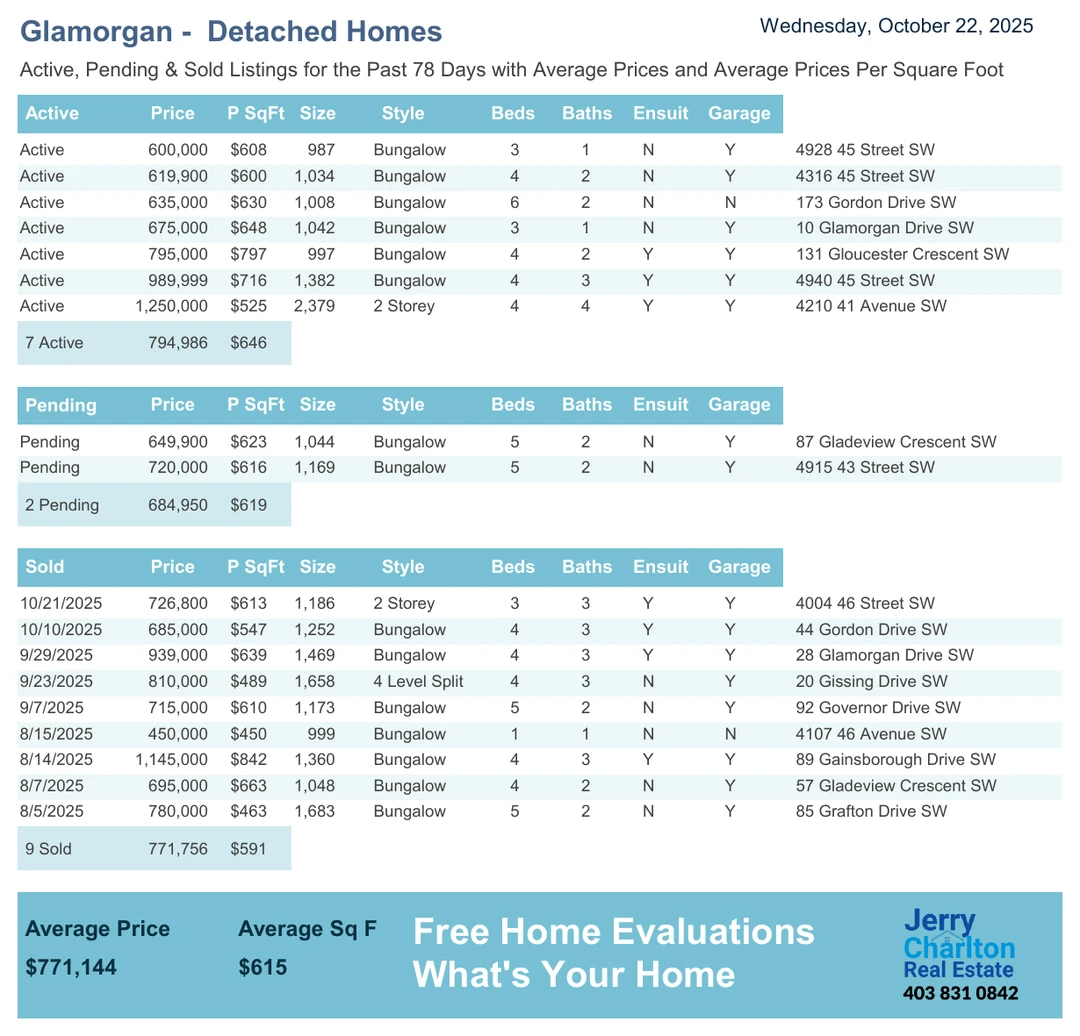 Glamorgan - Detached Homes
Wednesday, October 22, 2025
Active, Pending & Sold Listings for the Past 78 Days with Average Prices and Average Prices Per Square Foot
Active Price P SqFt Size Style Beds Baths Ensuit Garage
Active 600,000 $608 987 Bungalow 3 1 N Y 4928 45 Street SW
Active 619,900 $600 1,034 Bungalow 4 2 N Y 4316 45 Street SW
Active 635,000 $630 1,008 Bungalow 6 2 N N 173 Gordon Drive SW
Active 675,000 $648 1,042 Bungalow 3 1 N Y 10 Glamorgan Drive SW
Active 795,000 $797 997 Bungalow 4 2 Y Y 131 Gloucester Crescent SW
Active 989,999 $716 1,382 Bungalow 4 3 Y Y 4940 45 Street SW
Active 1,250,000 $525 2,379 2 Storey 4 4 Y Y 4210 41 Avenue SW
7 Active 794,986 $646
Pending Price P SqFt Size Style Beds Baths Ensuit Garage
Pending 649,900 $623 1,044 Bungalow 5 2 N Y 87 Gladeview Crescent SW
Pending 720,000 $616 1,169 Bungalow 5 2 N Y 4915 43 Street SW
2 Pending 684,950 $619
Sold Price P SqFt Size Style Beds Baths Ensuit Garage
10/21/2025 726,800 $613 1,186 2 Storey 3 3 Y Y 4004 46 Street SW
10/10/2025 685,000 $547 1,252 Bungalow 4 3 Y Y 44 Gordon Drive SW
9/29/2025 939,000 $639 1,469 Bungalow 4 3 Y Y 28 Glamorgan Drive SW
9/23/2025 810,000 $489 1,658 4 Level Split 4 3 N Y 20 Gissing Drive SW
9/7/2025 715,000 $610 1,173 Bungalow 5 2 N Y 92 Governor Drive SW
8/15/2025 450,000 $450 999 Bungalow 1 1 N N 4107 46 Avenue SW
8/14/2025 1,145,000 $842 1,360 Bungalow 4 3 Y Y 89 Gainsborough Drive SW
8/7/2025 695,000 $663 1,048 Bungalow 4 2 N Y 57 Gladeview Crescent SW
8/5/2025 780,000 $463 1,683 Bungalow 5 2 N Y 85 Grafton Drive SW
9 Sold 771,756 $591
Average Price Average Sq F
$771,144 $615
Free Home Evaluations
What's Your Home
Jerry
Charlton
Real Estate
403 831 0842